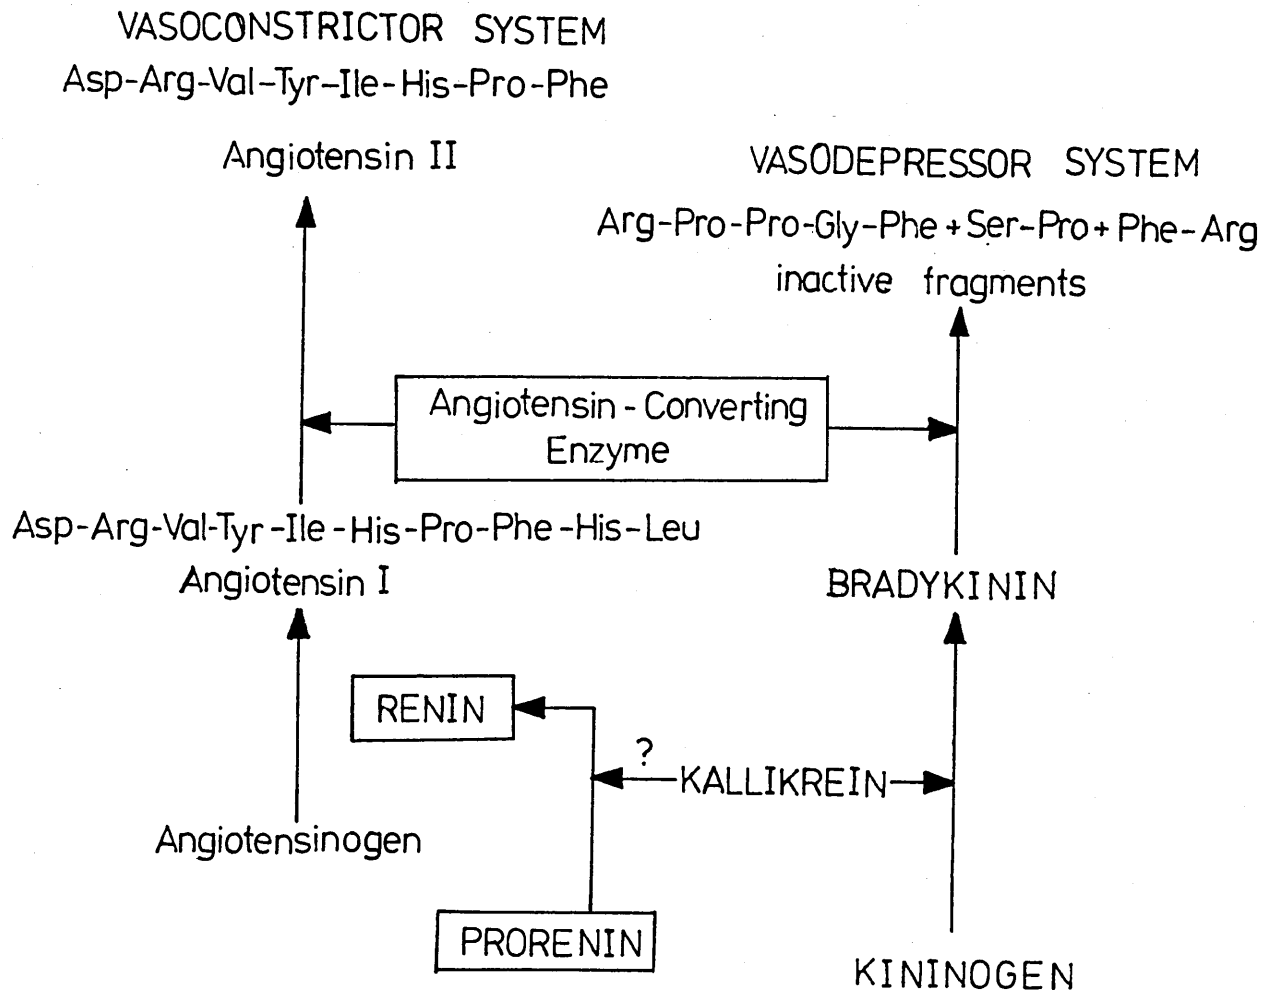 VASOCONSTRICTOR SYSTEM
Asp-Arg-Val-Tyr-Ile-His-Pro-Phe
Angiotensin II
VASODEPRESSOR SYSTEM
Arg-Pro-Pro-Gly-Phe+Ser-Pro+Phe-Arg
inactive fragments
Angiotensin-Converting
Enzyme
Asp-Arg-Val-Tyr-Ile-His-Pro-Phe-His-Leu
Angiotensin I
BRADYKININ
RENIN
?
KALLIKREIN
Angiotensinogen
PRORENIN
KININOGEN